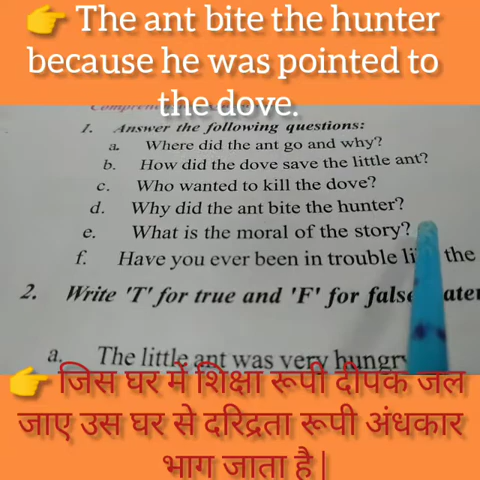 👉 The ant bite the hunter
because he was pointed to
the dove.
1. Answer the following questions:
a. Where did the ant go and why?
b. How did the dove save the little ant?
c. Who wanted to kill the dove?
d. Why did the ant bite the hunter?
e. What is the moral of the story?
f. Have you ever been in trouble the
2. Write 'T' for true and 'F' for
a. The little ant was very
👉 जिस घर में शिक्षा रूपी दीपक जल
जाए उस घर से दरिद्रता रूपी अंधकार
भाग जाता है |